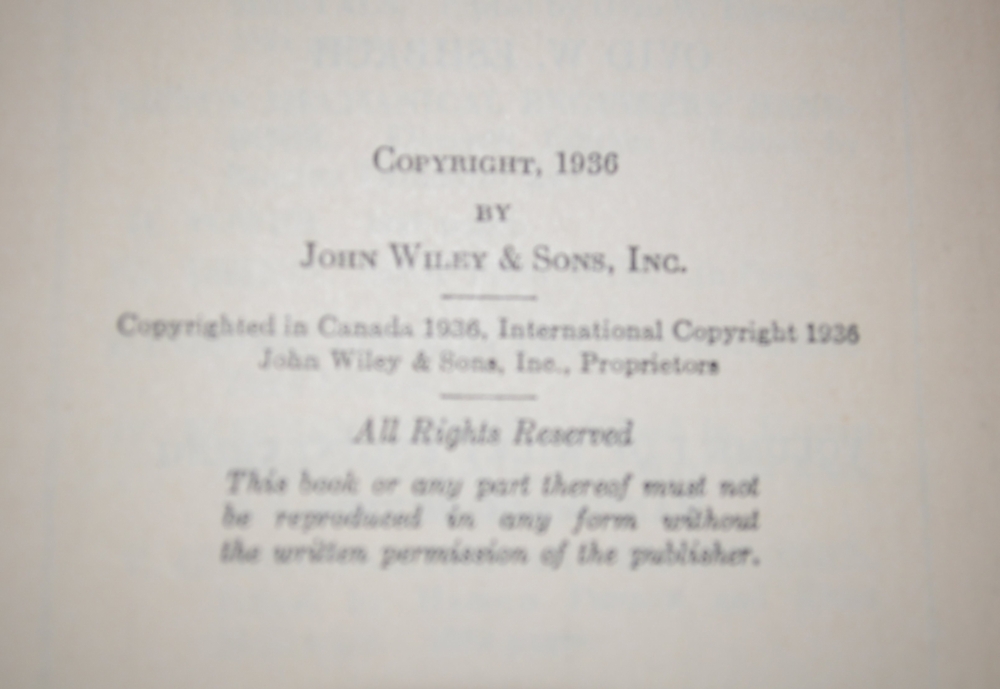 COPYRIGHT, 1936
BY
JOHN WILEY & SONS, INC.
Copyrighted in Canada 1936, International Copyright 1936
John Wiley & Sons, Inc., Proprietors
All Rights Reserved
This book or any part thereof must not
be reproduced in any form without
the written permission of the publisher.